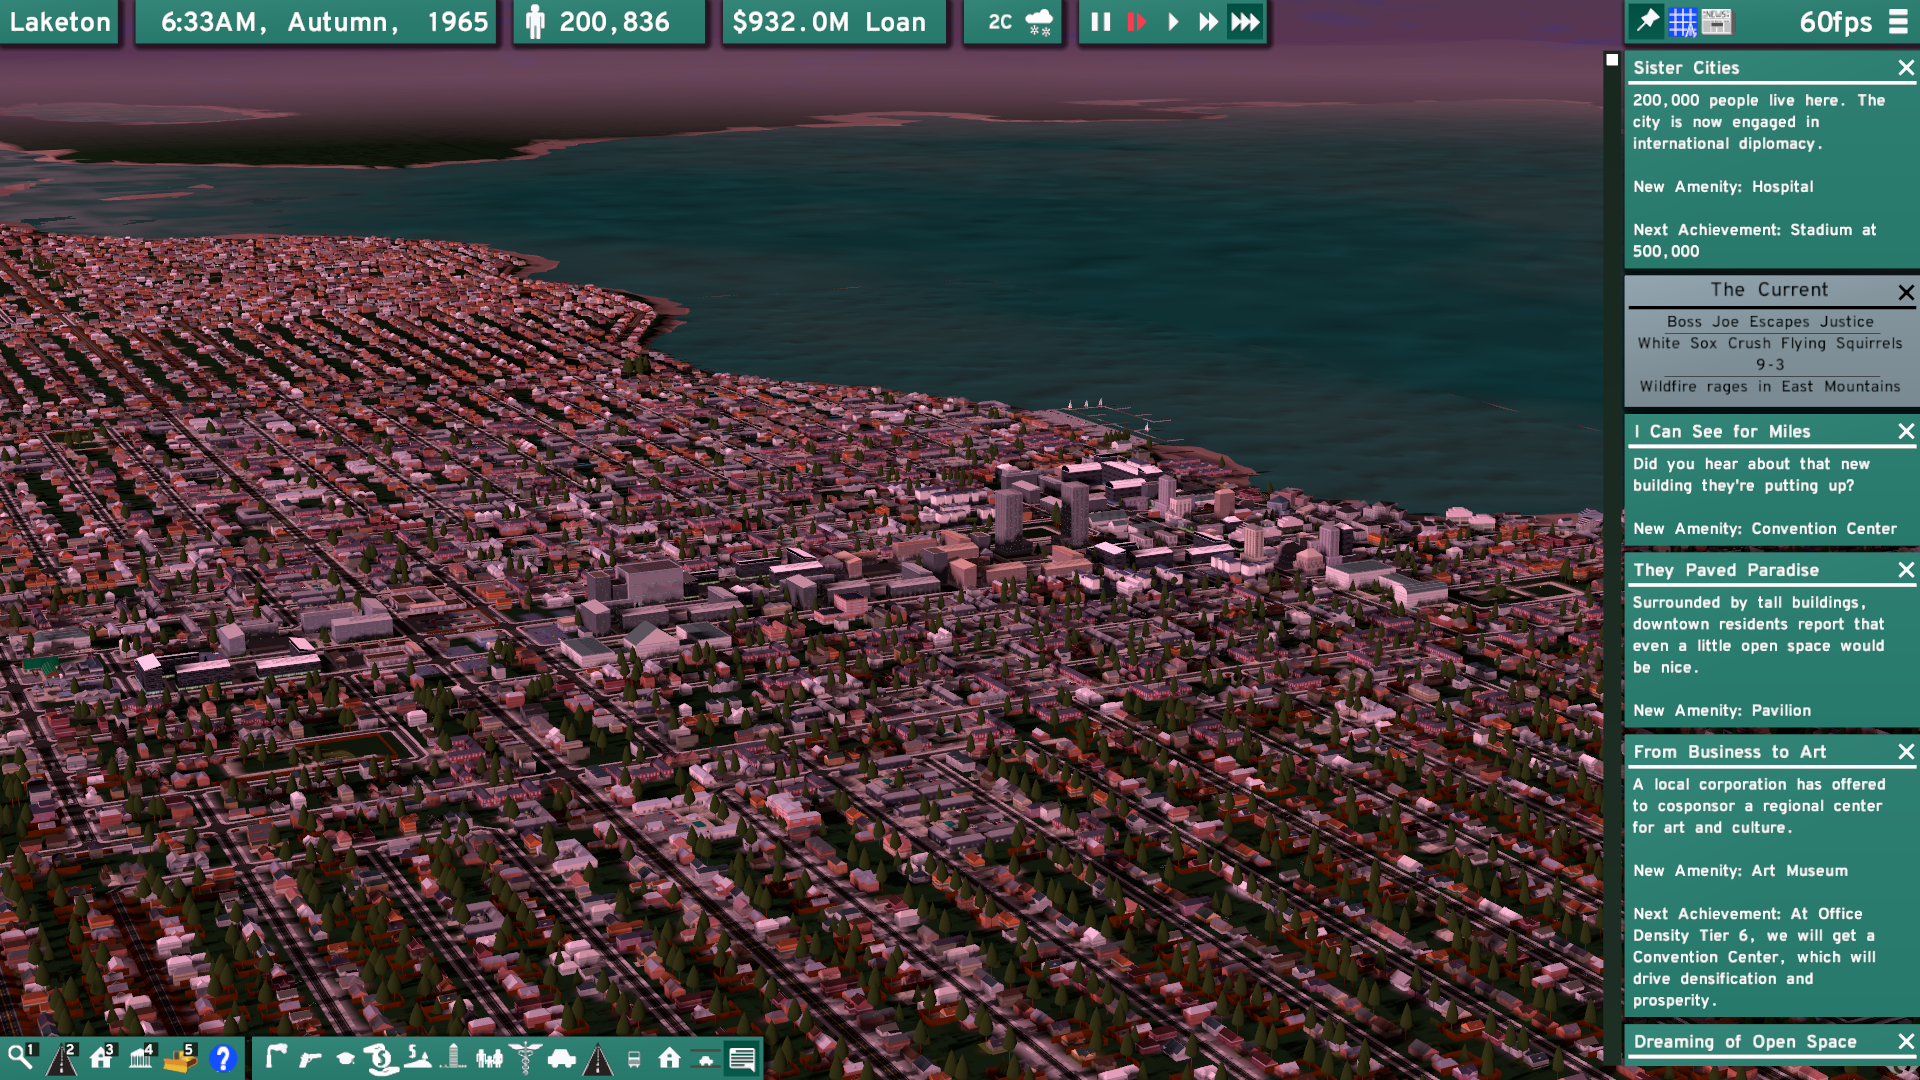 Laketon
6:33AM, Autumn, 1965
200,836
$932.0M Loan
2C
NEWS
60fps
Sister Cities
200,000 people live here. The
city is now engaged in
international diplomacy.
New Amenity: Hospital
Next Achievement: Stadium at
500,000
The Current
Boss Joe Escapes Justice
White Sox Crush Flying Squirrels
9-3
Wildfire rages in East Mountains
I Can See for Miles
Did you hear about that new
building they're putting up?
New Amenity: Convention Center
They Paved Paradise
Surrounded by tall buildings,
downtown residents report that
even a little open space would
be nice.
New Amenity: Pavilion
From Business to Art
A local corporation has offered
to cosponsor a regional center
for art and culture.
New Amenity: Art Museum
Next Achievement: At Office
Density Tier 6, we will get a
Convention Center, which will
drive densification and
prosperity.
Dreaming of Open Space
1 2 3 4 5 ?